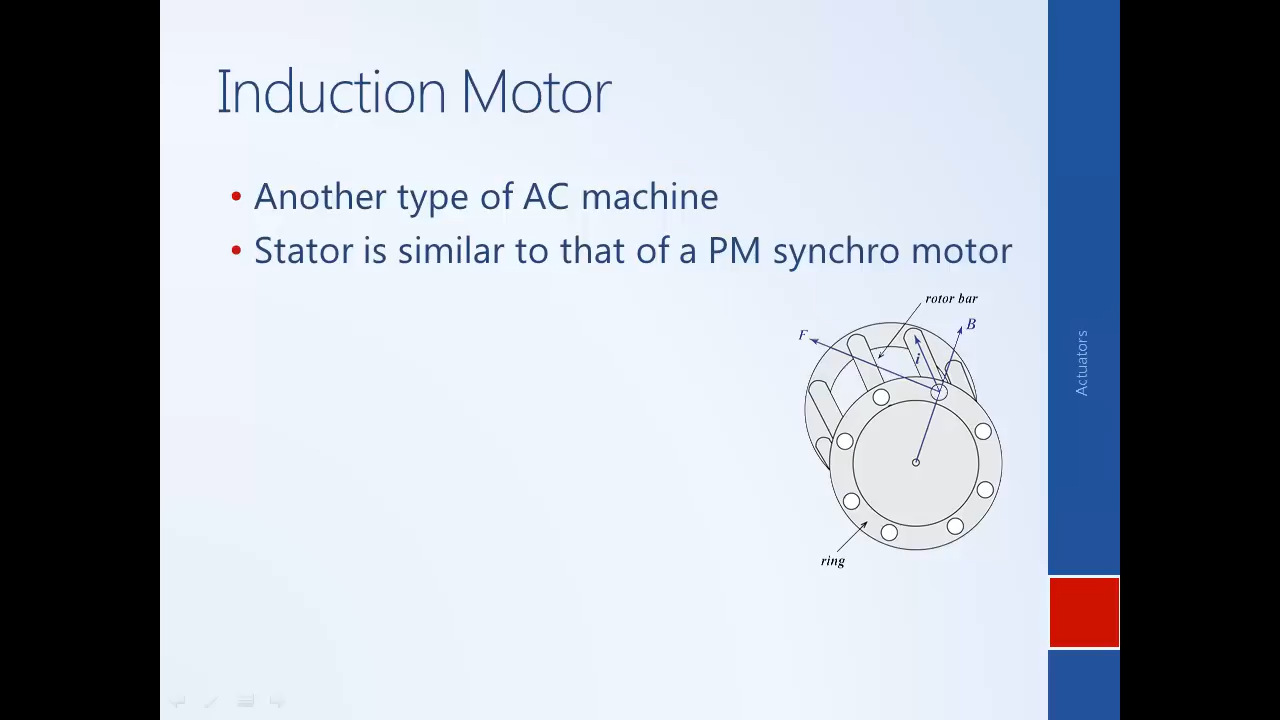 Induction Motor
• Another type of AC machine
• Stator is similar to that of a PM synchro motor
rotor bar
F
B
i
ring
Actuators